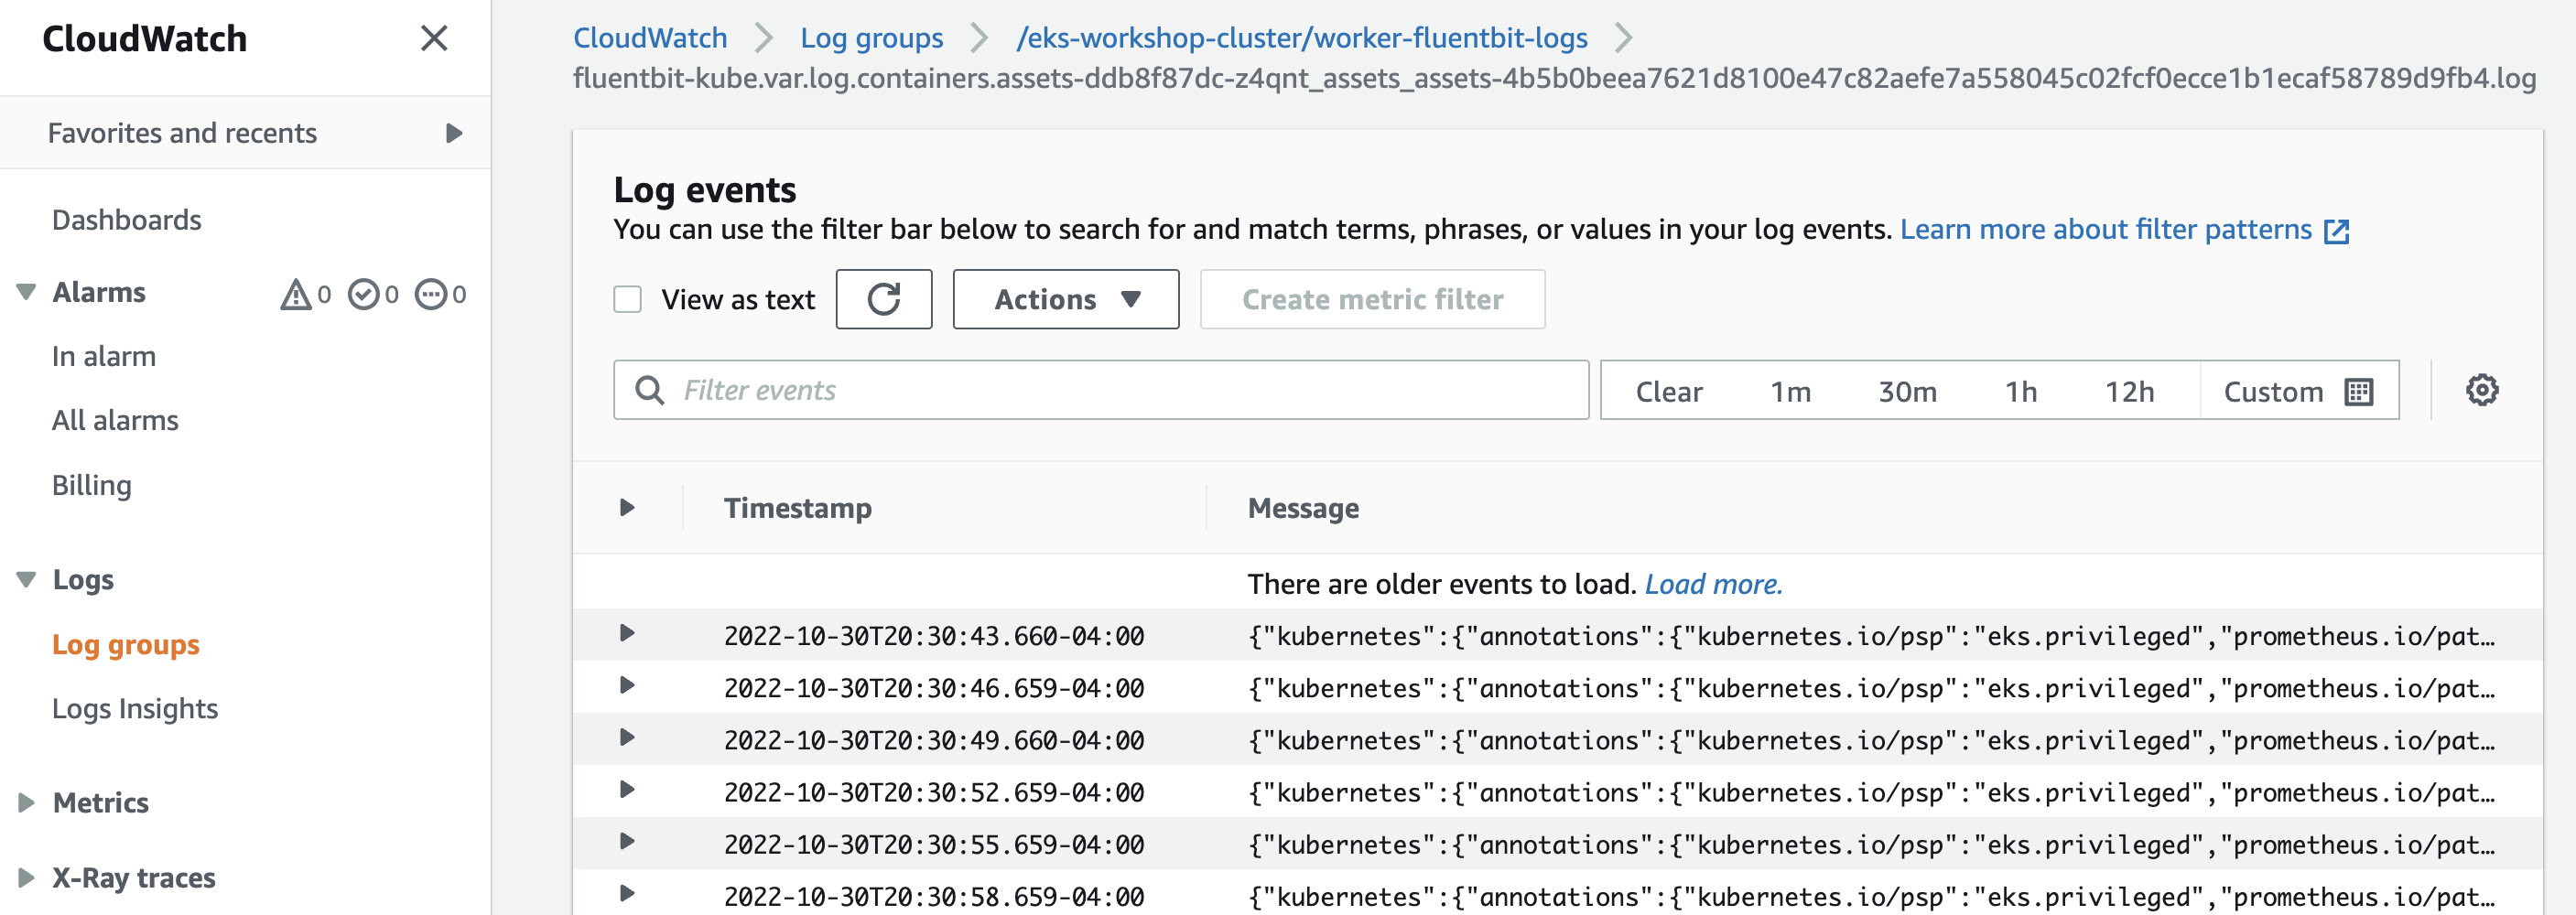 CloudWatch
Favorites and recents
Dashboards
Alarms 0 0 0
In alarm
All alarms
Billing
Logs
Log groups
Logs Insights
Metrics
X-Ray traces
CloudWatch Log groups /eks-workshop-cluster/worker-fluentbit-logs
fluentbit-kube.var.log.containers.assets-ddb8f87dc-z4qnt_assets_assets-4b5b0beea7621d8100e47c82aefe7a558045c02fcf0ecce1b1ecaf58789d9fb4.log
Log events
You can use the filter bar below to search for and match terms, phrases, or values in your log events. Learn more about filter patterns
View as text Actions Create metric filter
Filter events Clear 1m 30m 1h 12h Custom
Timestamp Message
There are older events to load. Load more.
2022-10-30T20:30:43.660-04:00 {"kubernetes":{"annotations":{"kubernetes.io/psp":"eks.privileged","prometheus.io/pat…
2022-10-30T20:30:46.659-04:00 {"kubernetes":{"annotations":{"kubernetes.io/psp":"eks.privileged","prometheus.io/pat…
2022-10-30T20:30:49.660-04:00 {"kubernetes":{"annotations":{"kubernetes.io/psp":"eks.privileged","prometheus.io/pat…
2022-10-30T20:30:52.659-04:00 {"kubernetes":{"annotations":{"kubernetes.io/psp":"eks.privileged","prometheus.io/pat…
2022-10-30T20:30:55.659-04:00 {"kubernetes":{"annotations":{"kubernetes.io/psp":"eks.privileged","prometheus.io/pat…
2022-10-30T20:30:58.659-04:00 {"kubernetes":{"annotations":{"kubernetes.io/psp":"eks.privileged","prometheus.io/pat…